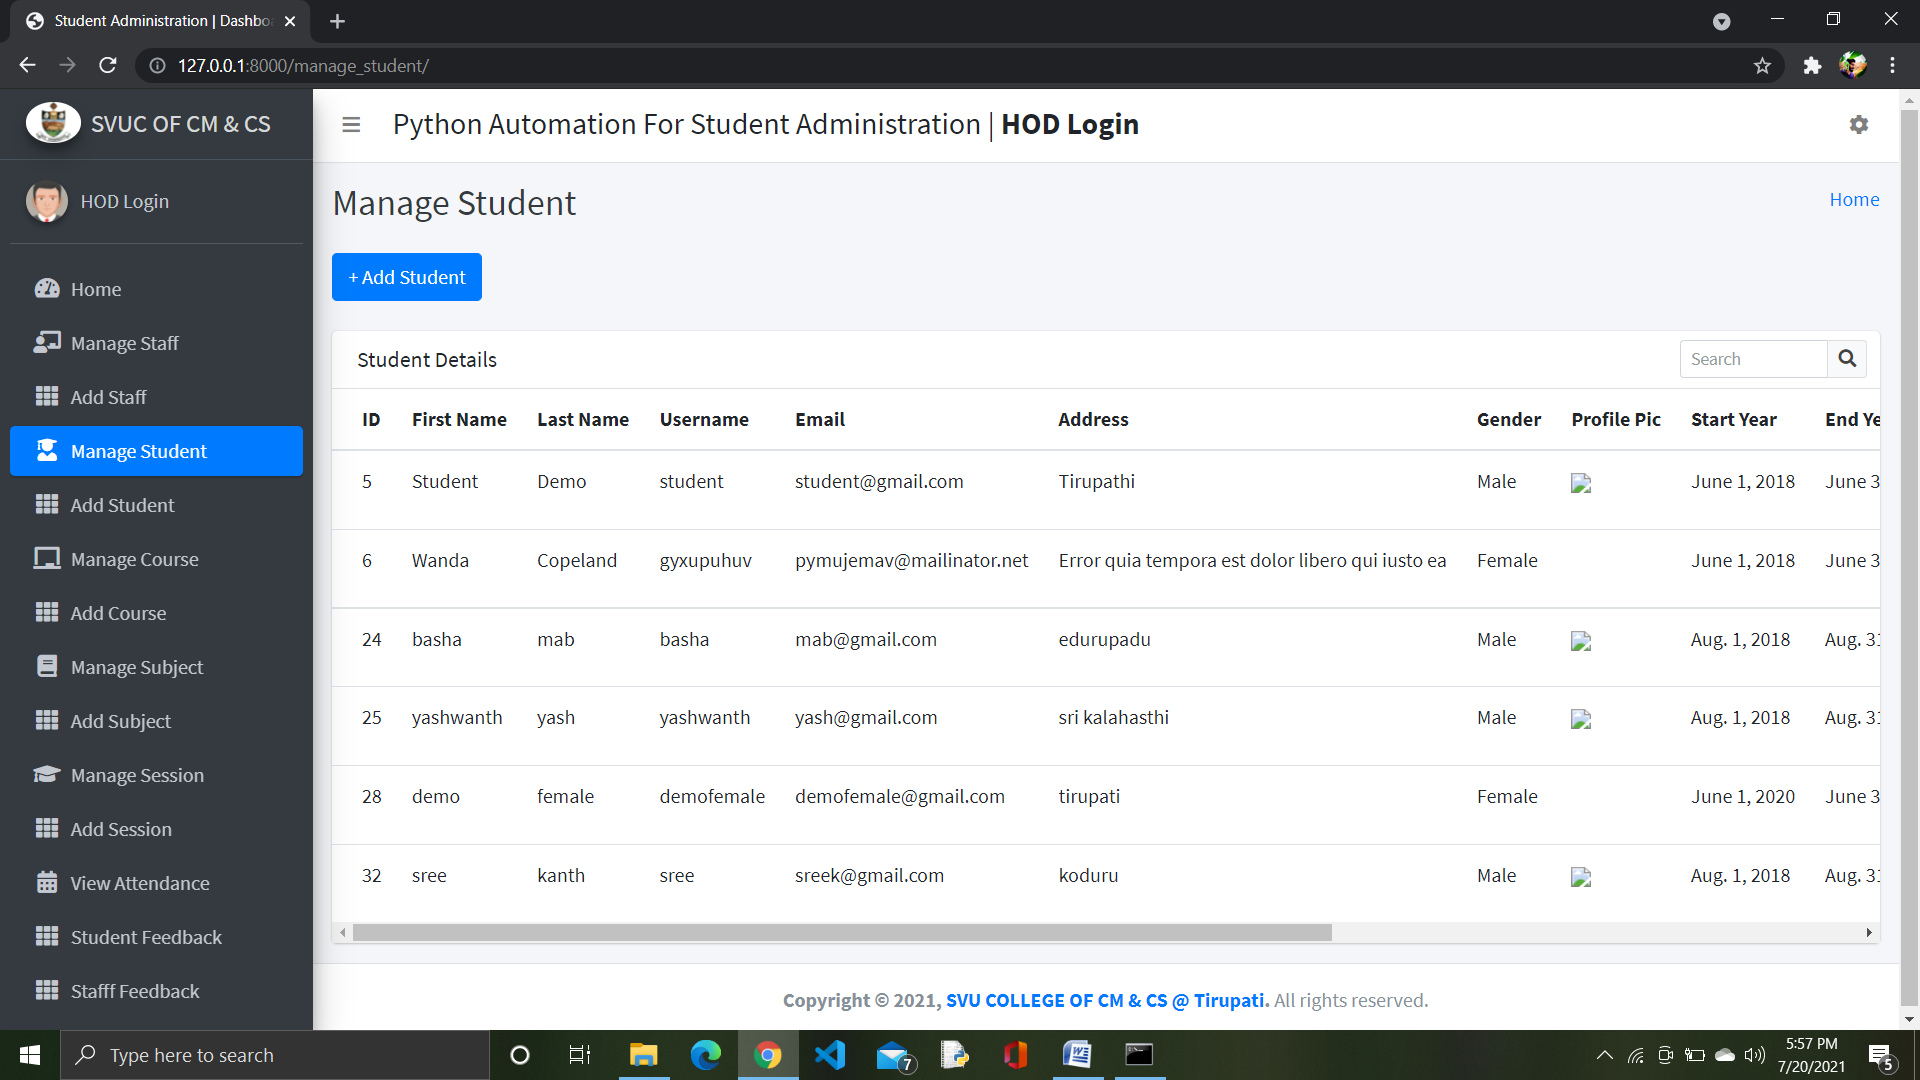 Student Administration | Dashbo
127.0.0.1:8000/manage_student/
SVUC OF CM & CS
HOD Login
Home
Manage Staff
Add Staff
Manage Student
Add Student
Manage Course
Add Course
Manage Subject
Add Subject
Manage Session
Add Session
View Attendance
Student Feedback
Stafff Feedback
Python Automation For Student Administration | HOD Login
Manage Student
Home
+ Add Student
Student Details
Search
ID First Name Last Name Username Email Address Gender Profile Pic Start Year End Ye
5 Student Demo student student@gmail.com Tirupathi Male June 1, 2018 June 3
6 Wanda Copeland gyxupuhuv pymujemav@mailinator.net Error quia tempora est dolor libero qui iusto ea Female June 1, 2018 June 3
24 basha mab basha mab@gmail.com edurupadu Male Aug. 1, 2018 Aug. 31
25 yashwanth yash yashwanth yash@gmail.com sri kalahasthi Male Aug. 1, 2018 Aug. 31
28 demo female demofemale demofemale@gmail.com tirupati Female June 1, 2020 June 3
32 sree kanth sree sreek@gmail.com koduru Male Aug. 1, 2018 Aug. 31
Copyright © 2021, SVU COLLEGE OF CM & CS @ Tirupati. All rights reserved.
Type here to search
7
5:57 PM
7/20/2021
5